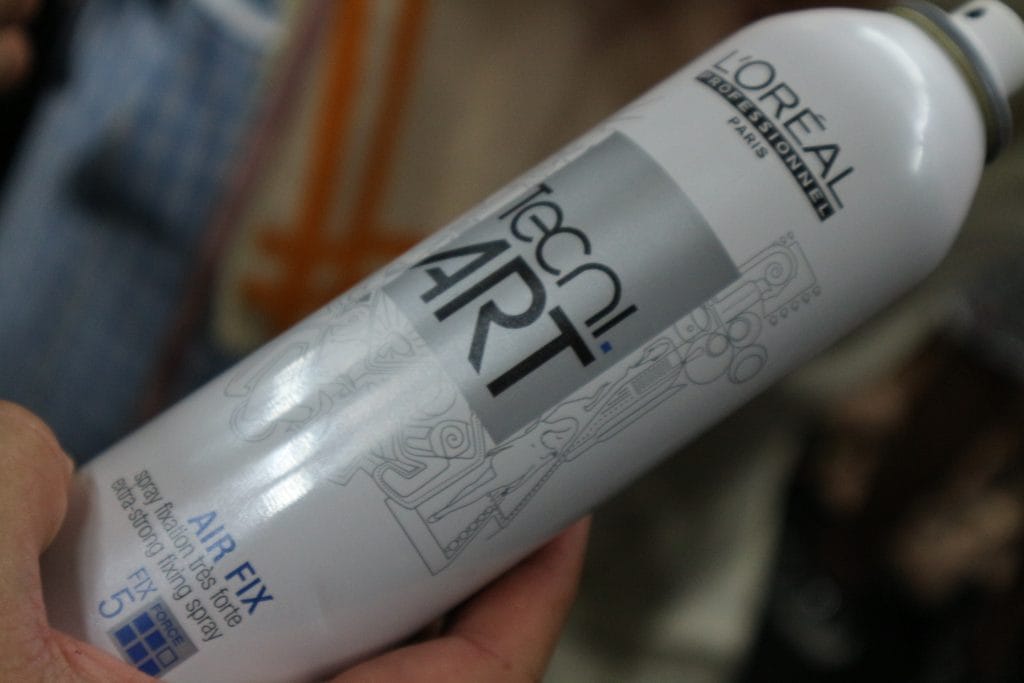 L'ORÉAL
PROFESSIONNEL
PARIS
Tecni.
ART
AIR FIX
spray fixation très forte
extra-strong fixing spray
FIX FORCE
5